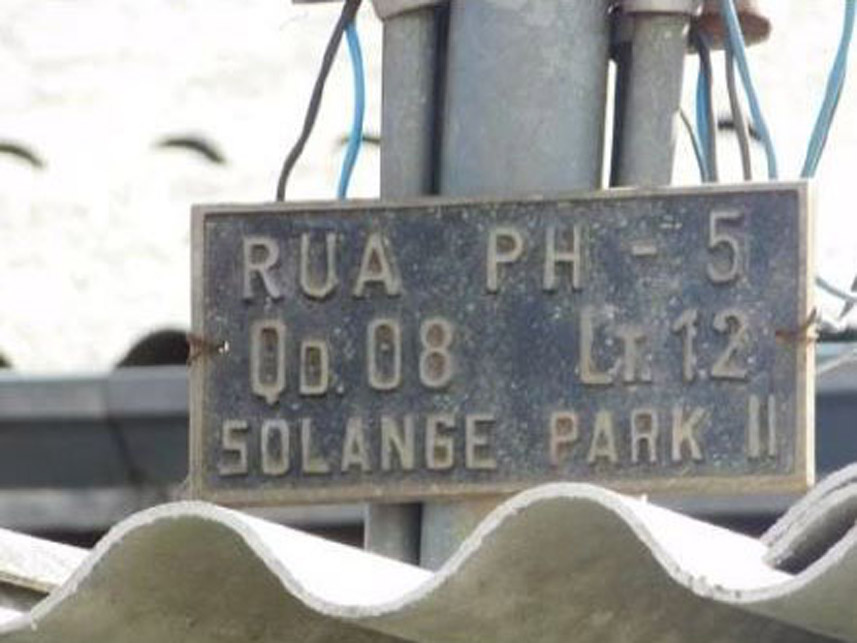 RUA PH - 5
QD. 08 LT. 12
SOLANGE PARK II